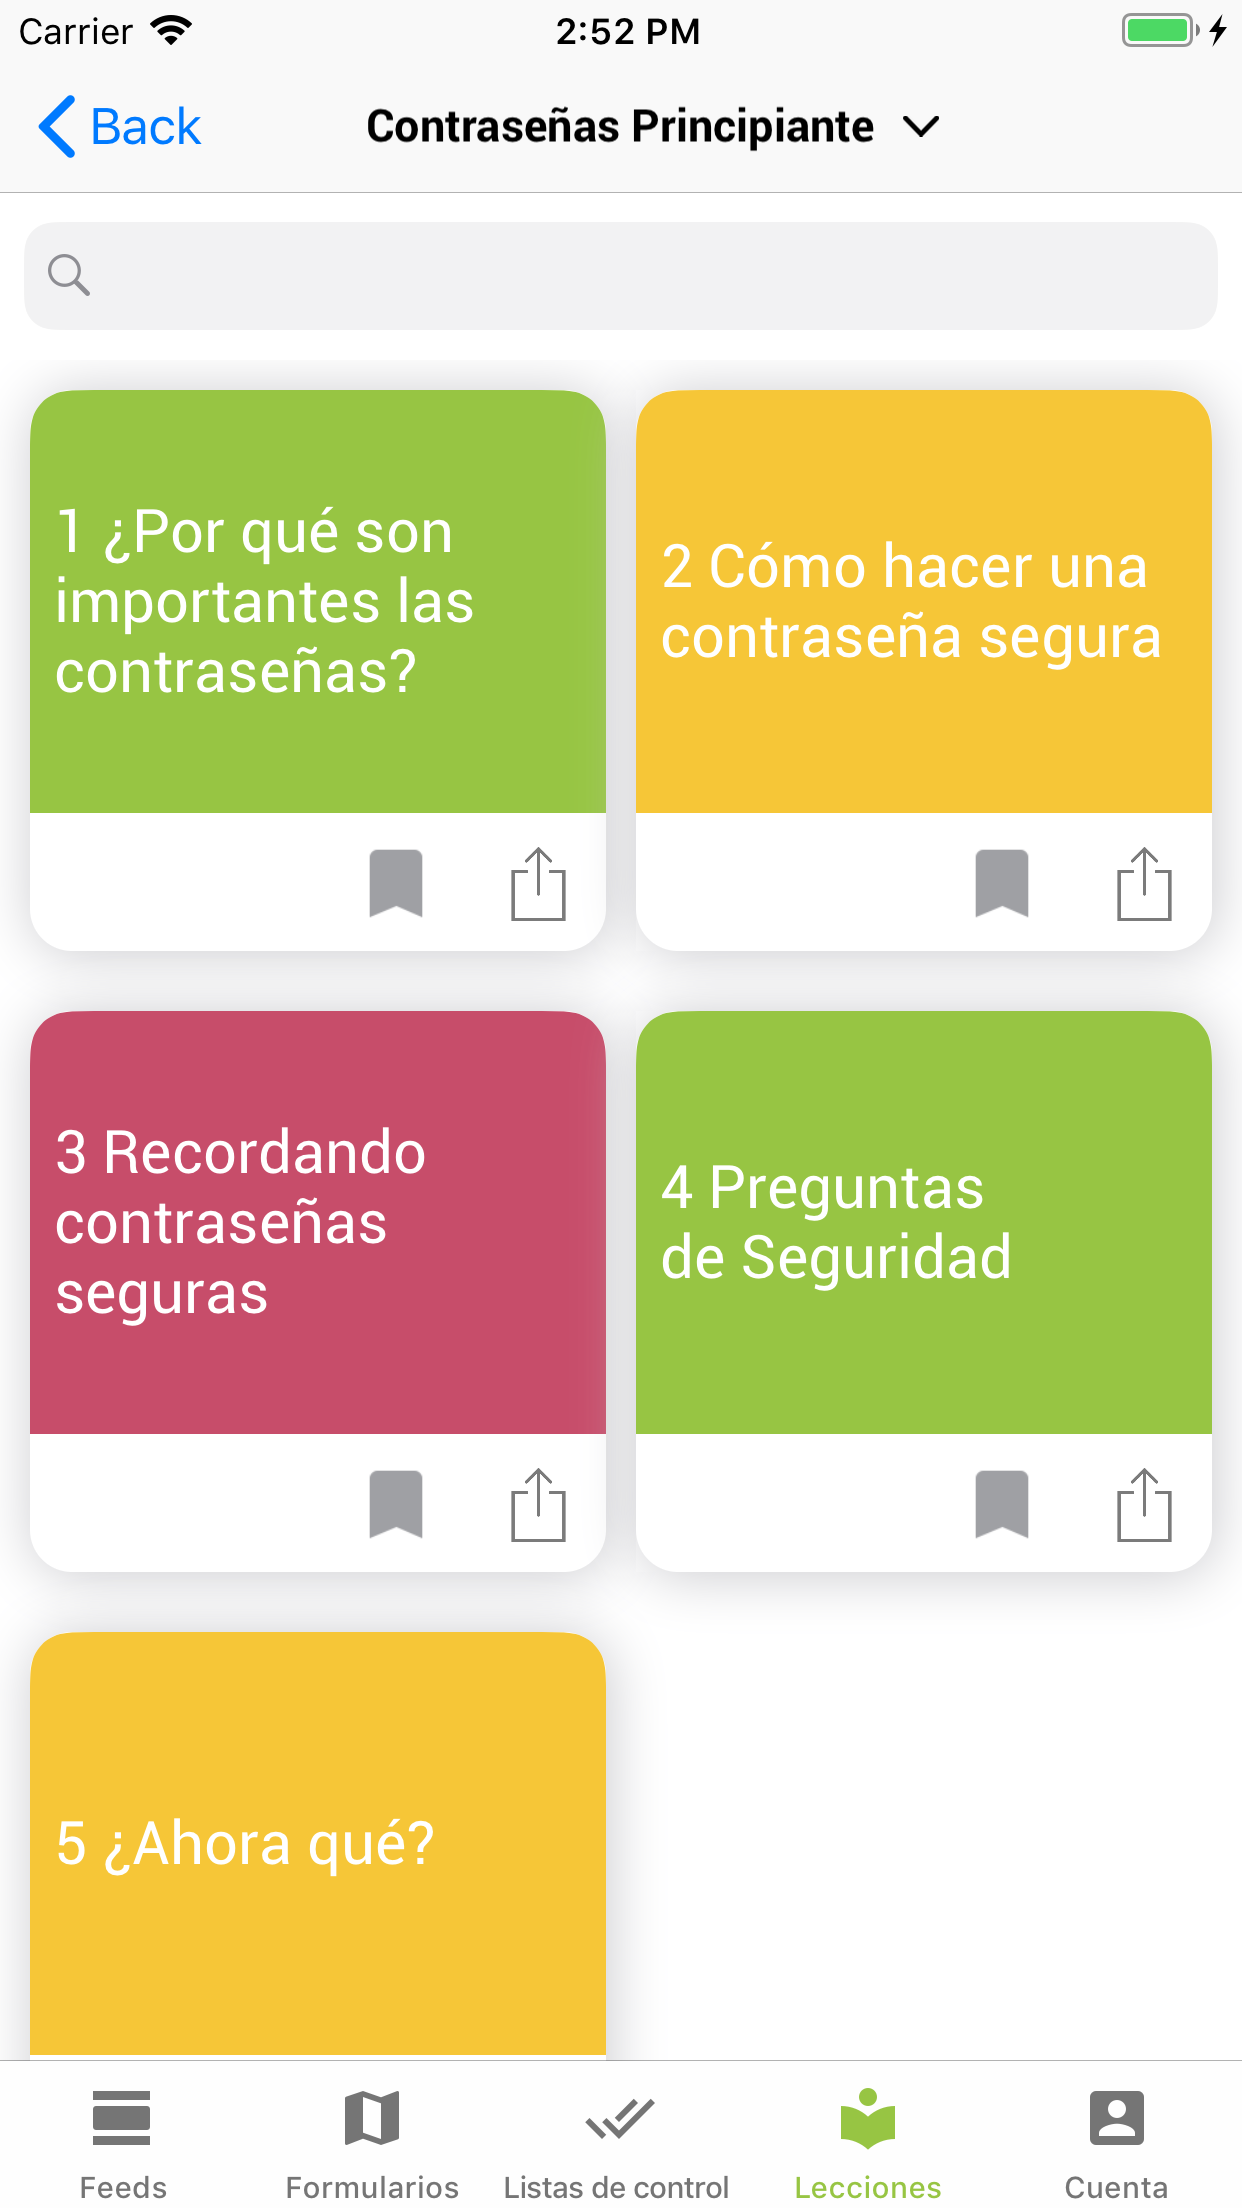 Carrier 2:52 PM
Back Contraseñas Principiante
1 ¿Por qué son
importantes las
contraseñas?
2 Cómo hacer una
contraseña segura
3 Recordando
contraseñas
seguras
4 Preguntas
de Seguridad
5 ¿Ahora qué?
Feeds Formularios Listas de control Lecciones Cuenta